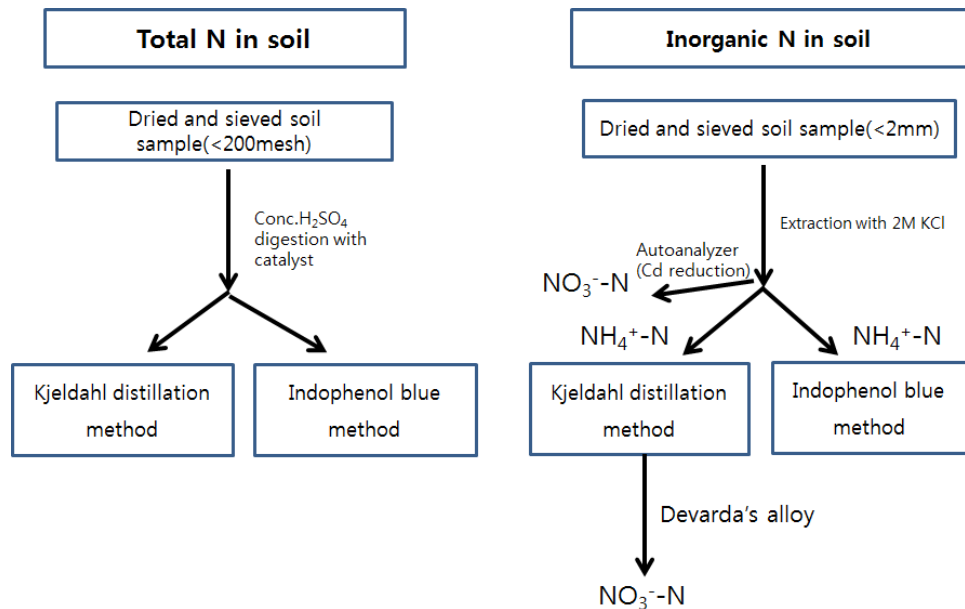 Total N in soil
Dried and sieved soil
sample(<200mesh)
Conc.H₂SO₄
digestion with
catalyst
Kjeldahl distillation
method
Indophenol blue
method
Inorganic N in soil
Dried and sieved soil sample(<2mm)
Extraction with 2M KCl
Autoanalyzer
(Cd reduction)
NO₃⁻-N
NH₄⁺-N
NH₄⁺-N
Kjeldahl distillation
method
Indophenol blue
method
Devarda's alloy
NO₃⁻-N